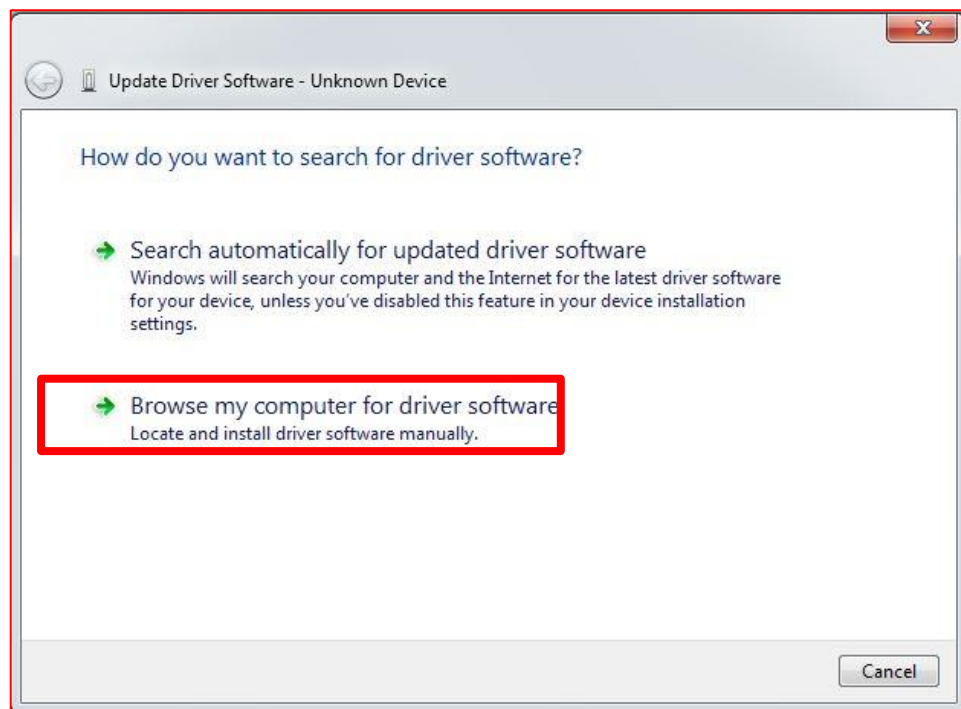 Update Driver Software - Unknown Device
How do you want to search for driver software?
Search automatically for updated driver software
Windows will search your computer and the Internet for the latest driver software
for your device, unless you've disabled this feature in your device installation
settings.
Browse my computer for driver software
Locate and install driver software manually.
Cancel